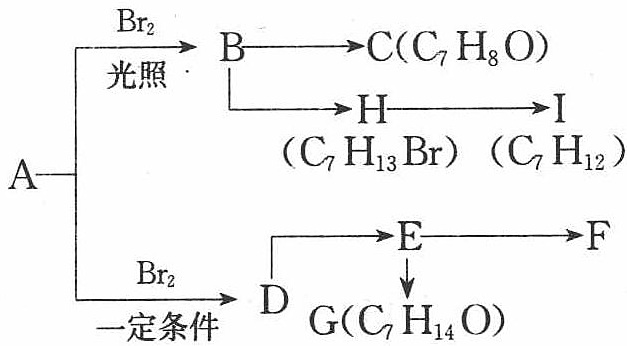 Br₂
光照
B
C(C₇H₈O)
H
I
(C₇H₁₃Br)
(C₇H₁₂)
A
E
F
Br₂
一定条件
D
G(C₇H₁₄O)